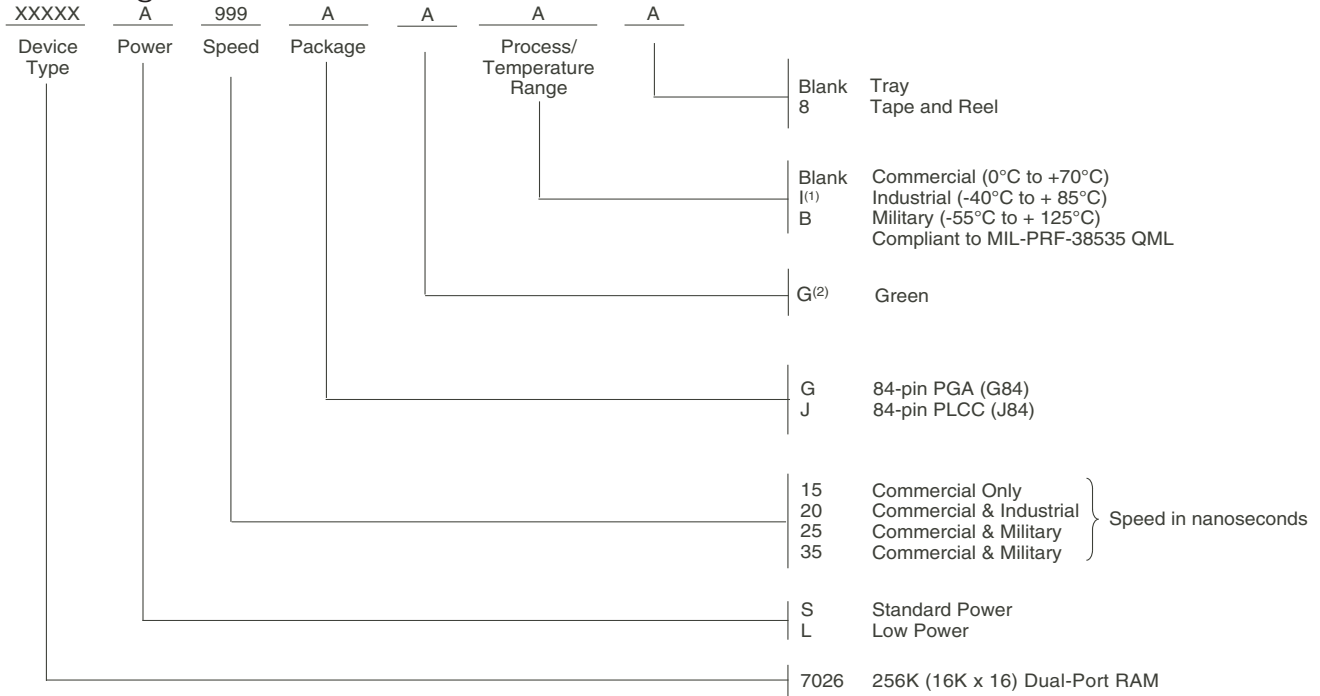 XXXXX A 999 A A A A
Device Type
Power
Speed
Package
Process/
Temperature
Range
Blank Tray
8 Tape and Reel
Blank Commercial (0°C to +70°C)
I(1) Industrial (-40°C to + 85°C)
B Military (-55°C to + 125°C)
Compliant to MIL-PRF-38535 QML
G(2) Green
G 84-pin PGA (G84)
J 84-pin PLCC (J84)
15 Commercial Only
20 Commercial & Industrial
25 Commercial & Military
35 Commercial & Military
Speed in nanoseconds
S Standard Power
L Low Power
7026 256K (16K x 16) Dual-Port RAM